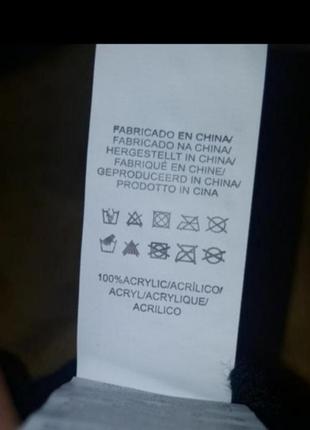 FABRICADO EN CHINA/
FABRICADO NA CHINA/
HERGESTELLT IN CHINA/
FABRIQUÉ EN CHINE/
GEPRODUCEERD IN CHINA/
PRODOTTO IN CINA
100%ACRYLIC/ACRÍLICO/
ACRYL/ACRYLIQUE/
ACRILICO